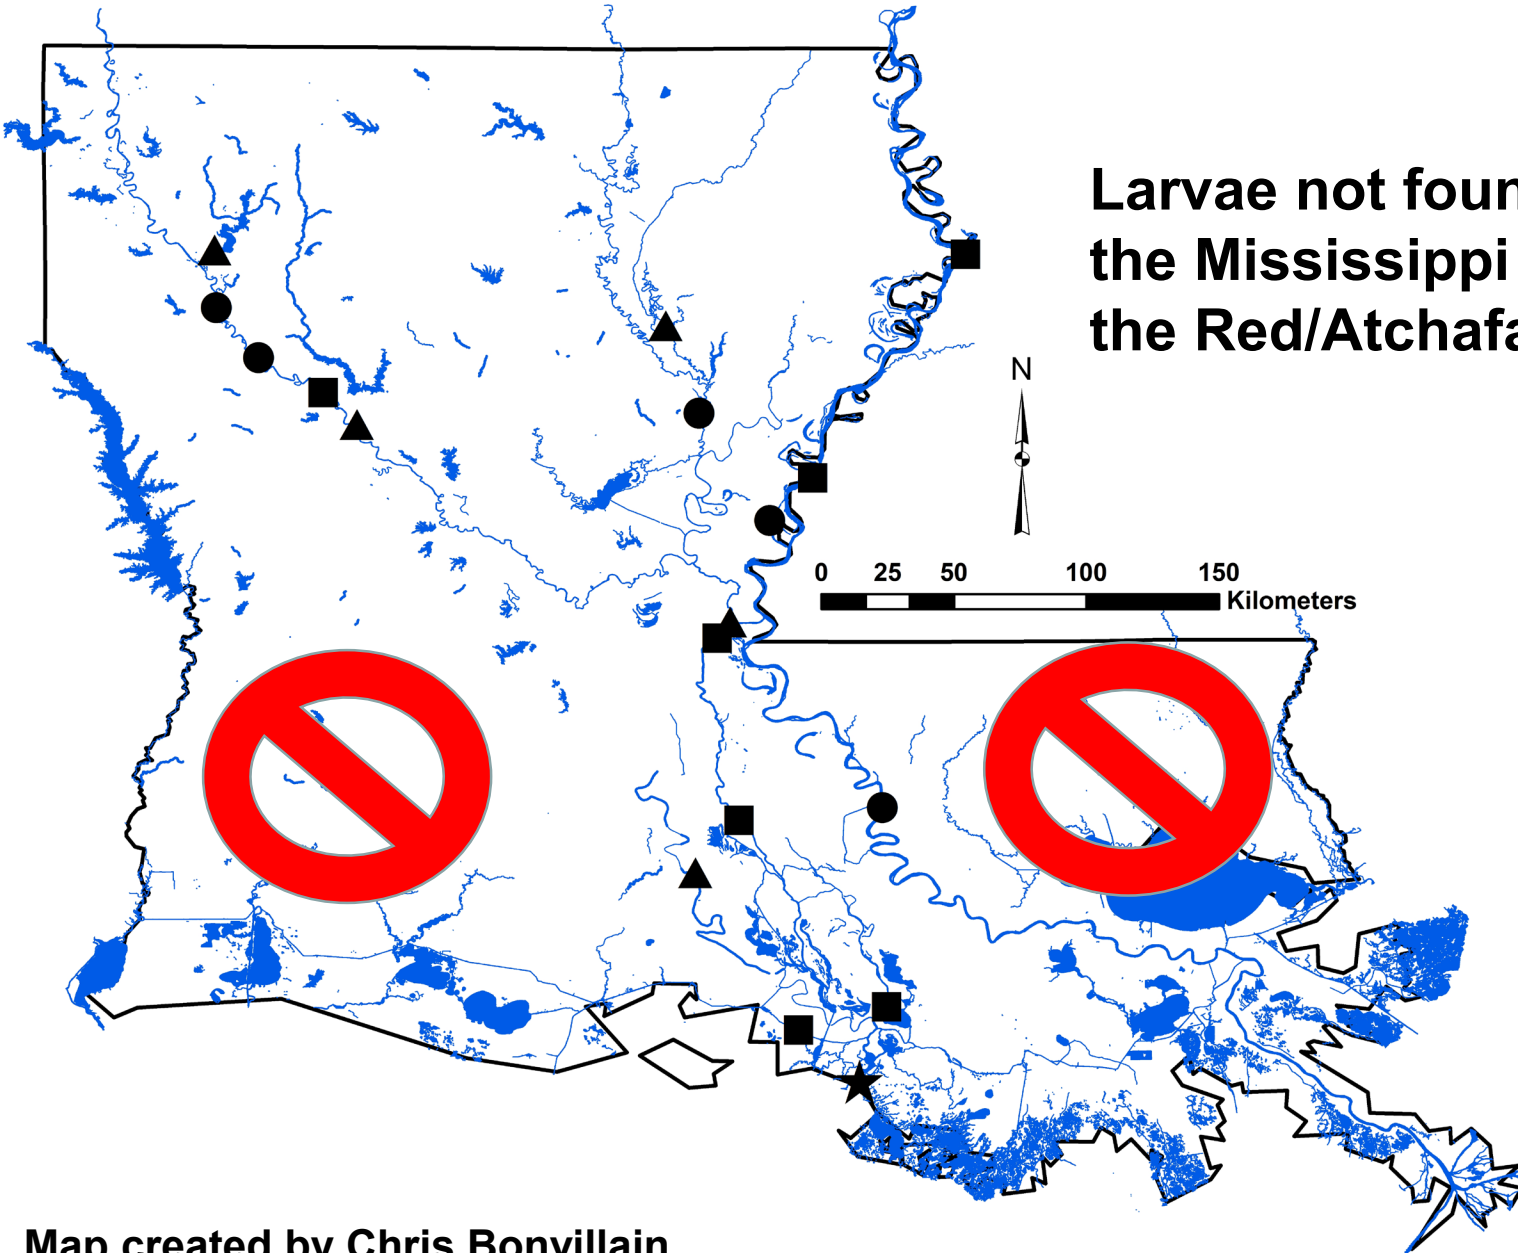 Larvae not foun
the Mississippi
the Red/Atchafa
N
0 25 50 100 150
Kilometers
Map created by Chris Bonvillain